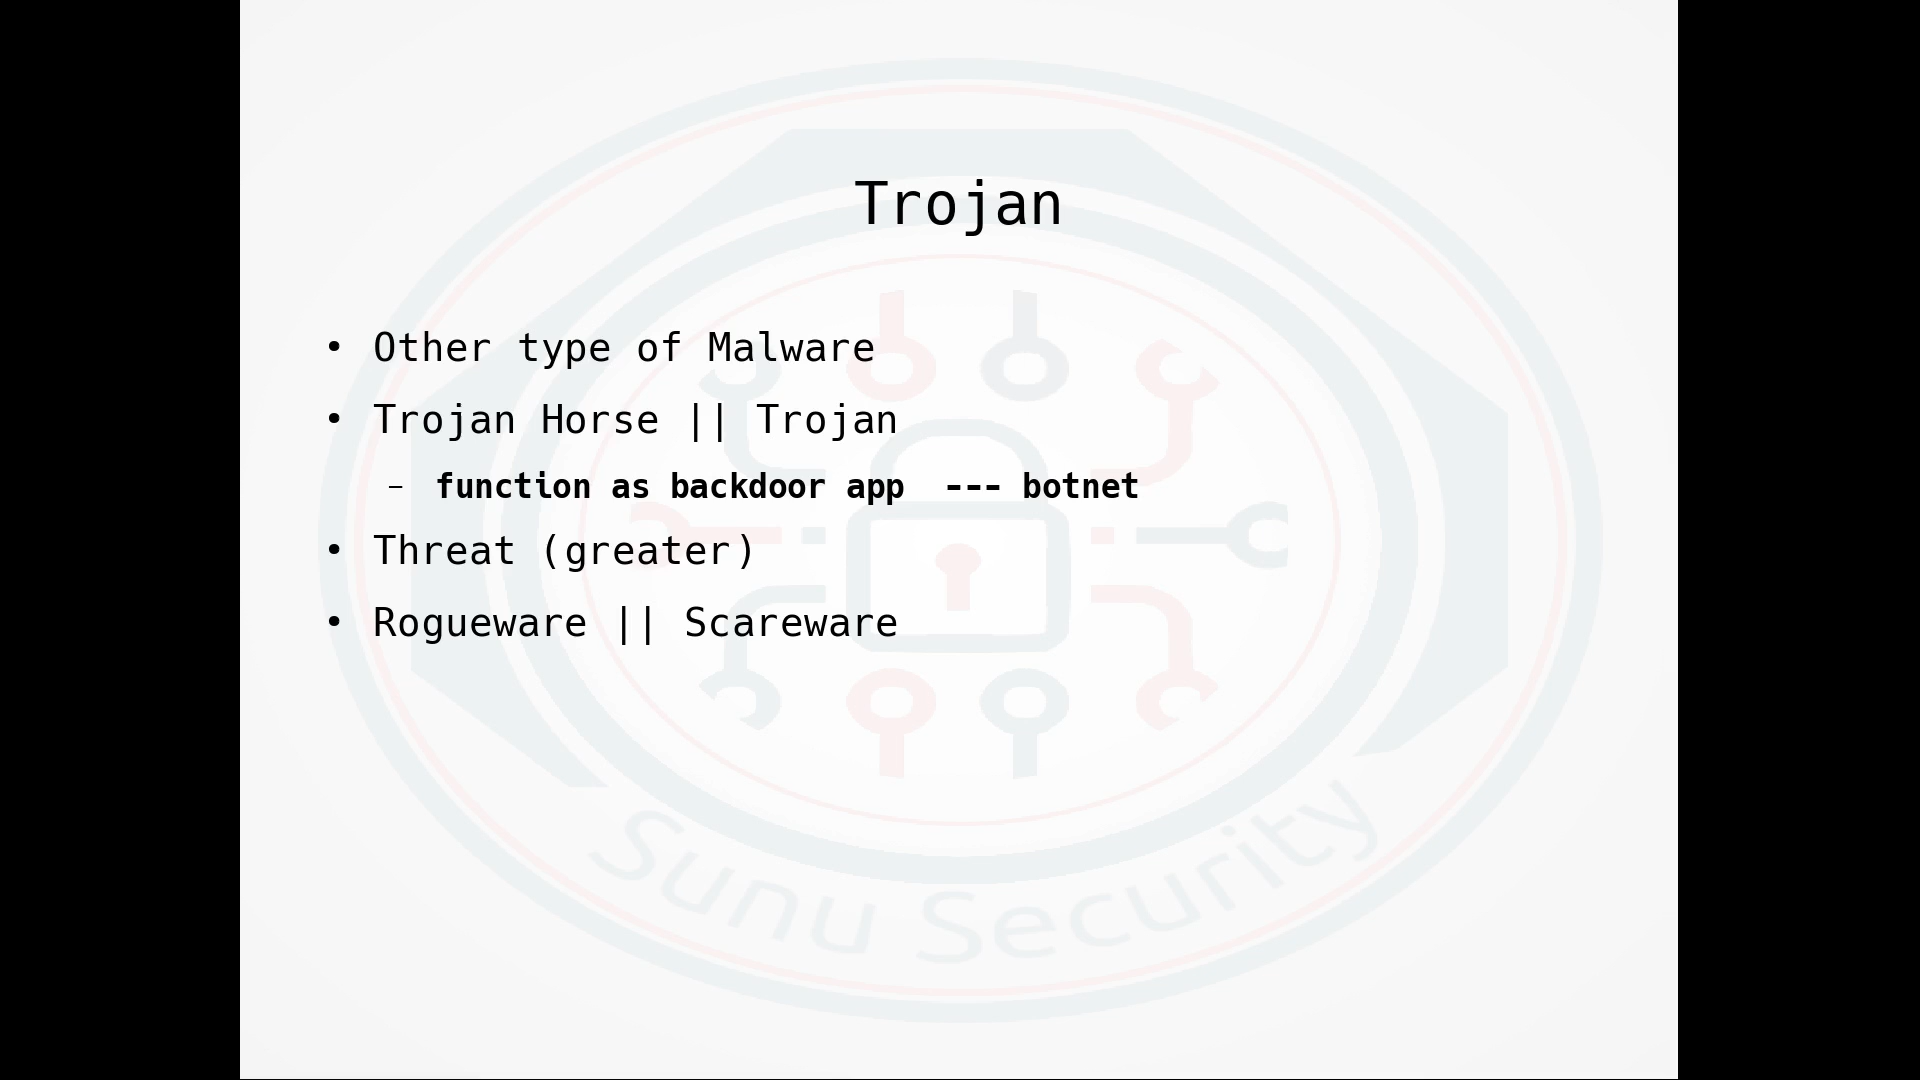 Trojan
• Other type of Malware
• Trojan Horse || Trojan
– function as backdoor app --- botnet
• Threat (greater)
• Rogueware || Scareware
Sunu Security